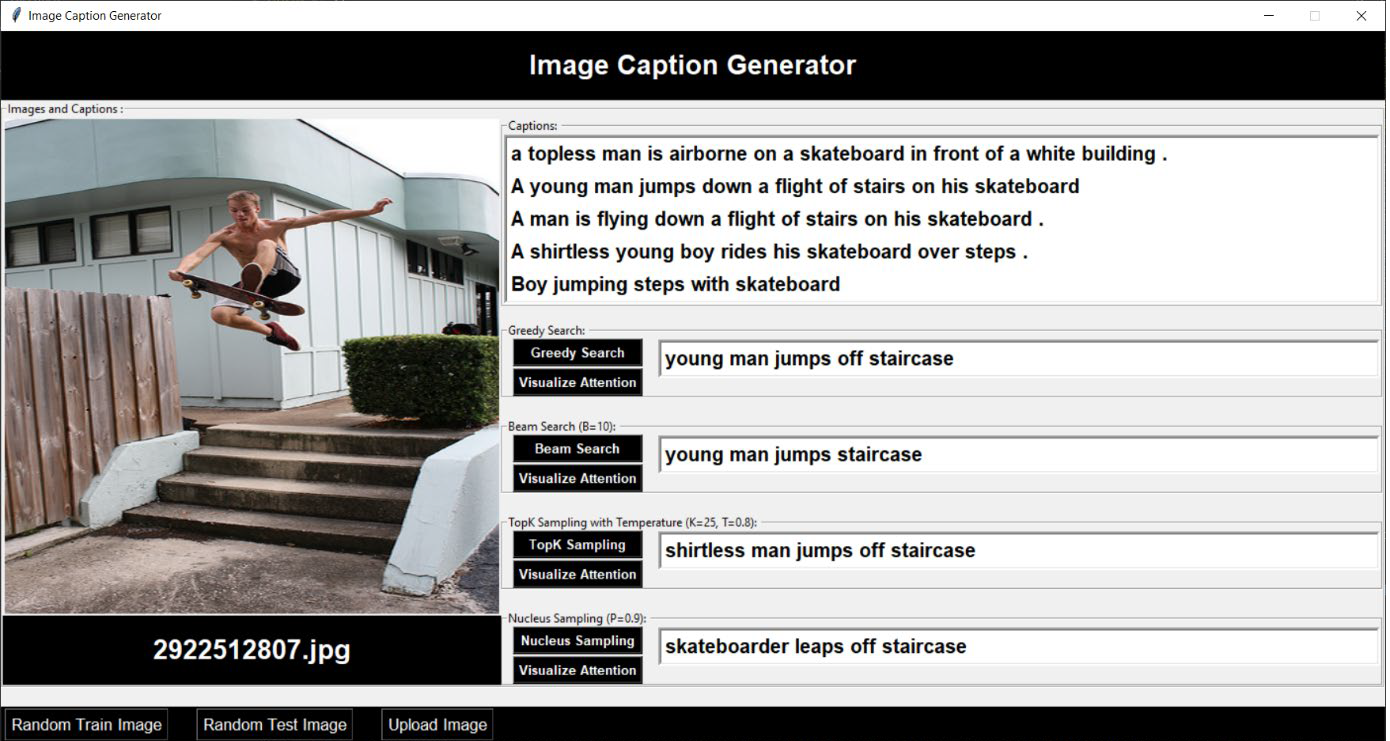 Image Caption Generator
Image Caption Generator
Images and Captions :
Captions:
a topless man is airborne on a skateboard in front of a white building .
A young man jumps down a flight of stairs on his skateboard
A man is flying down a flight of stairs on his skateboard .
A shirtless young boy rides his skateboard over steps .
Boy jumping steps with skateboard
Greedy Search:
Greedy Search
young man jumps off staircase
Visualize Attention
Beam Search (B=10):
Beam Search
young man jumps staircase
Visualize Attention
TopK Sampling with Temperature (K=25, T=0.8):
TopK Sampling
shirtless man jumps off staircase
Visualize Attention
Nucleus Sampling (P=0.9):
Nucleus Sampling
skateboarder leaps off staircase
Visualize Attention
2922512807.jpg
Random Train Image
Random Test Image
Upload Image